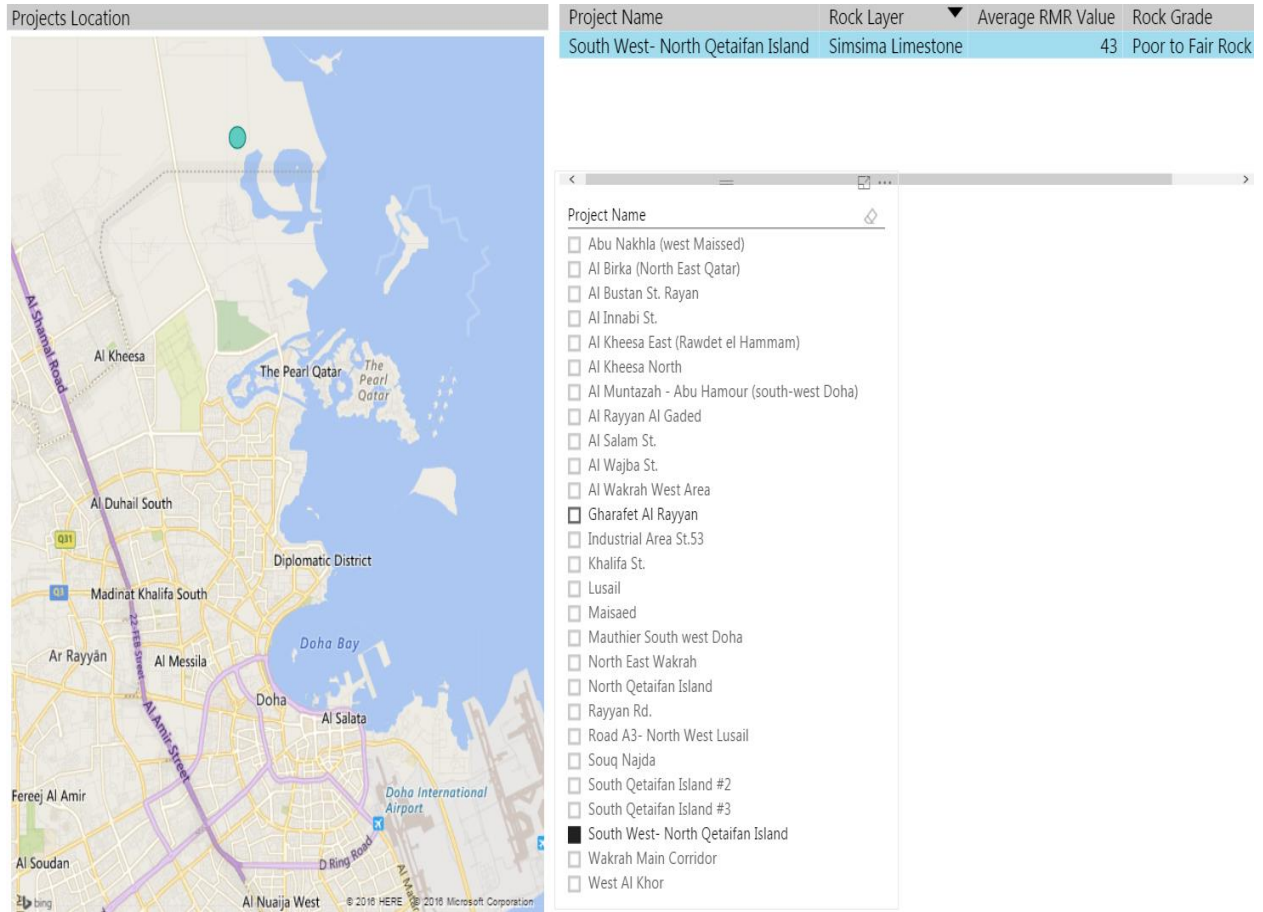 Projects Location
Al Shamal Road
Al Kheesa
The Pearl Qatar
The
Pearl
Qatar
Al Duhail South
Q31
Diplomatic District
Q3
Madinat Khalifa South
22-FEB Street
Doha Bay
Ar Rayyān
Al Messila
Doha
Al Salata
Al Amir Street
Fereej Al Amir
Doha International
Airport
D Ring Road
Al Soudan
bing
Al Nuaija West
© 2016 HERE © 2016 Microsoft Corporation
Project Name Rock Layer Average RMR Value Rock Grade
South West- North Qetaifan Island Simsima Limestone 43 Poor to Fair Rock
Project Name
Abu Nakhla (west Maissed)
Al Birka (North East Qatar)
Al Bustan St. Rayan
Al Innabi St.
Al Kheesa East (Rawdet el Hammam)
Al Kheesa North
Al Muntazah - Abu Hamour (south-west Doha)
Al Rayyan Al Gaded
Al Salam St.
Al Wajba St.
Al Wakrah West Area
Gharafet Al Rayyan
Industrial Area St.53
Khalifa St.
Lusail
Maisaed
Mauthier South west Doha
North East Wakrah
North Qetaifan Island
Rayyan Rd.
Road A3- North West Lusail
Souq Najda
South Qetaifan Island #2
South Qetaifan Island #3
South West- North Qetaifan Island
Wakrah Main Corridor
West Al Khor